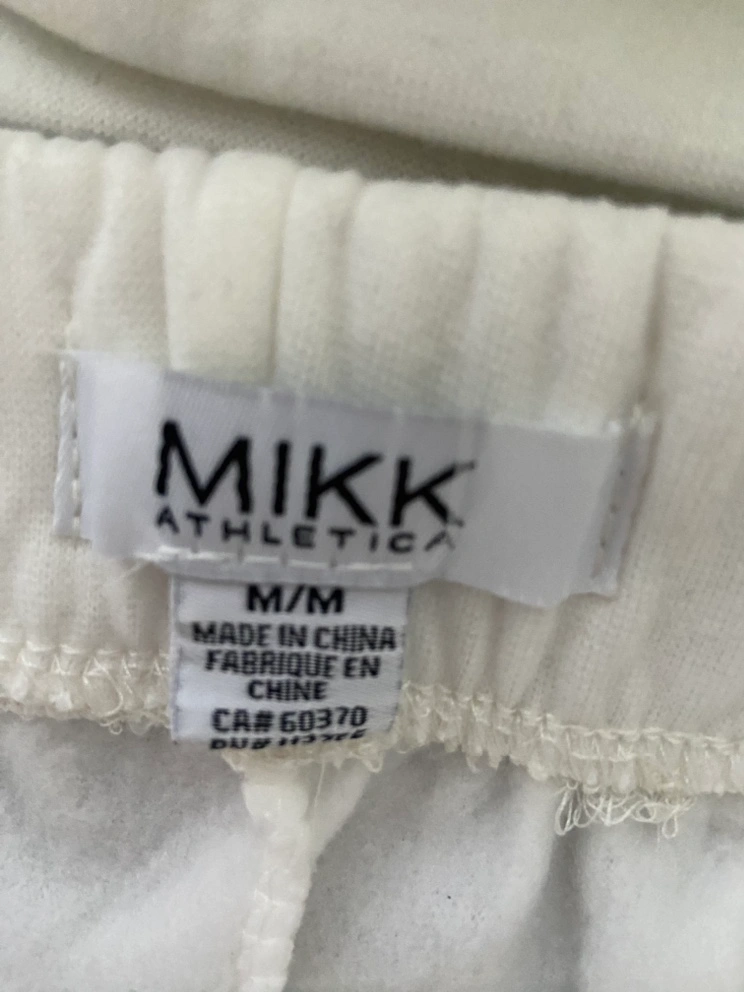 MIKK
ATHLETICA
M/M
MADE IN CHINA
FABRIQUE EN
CHINE
CA# 60370